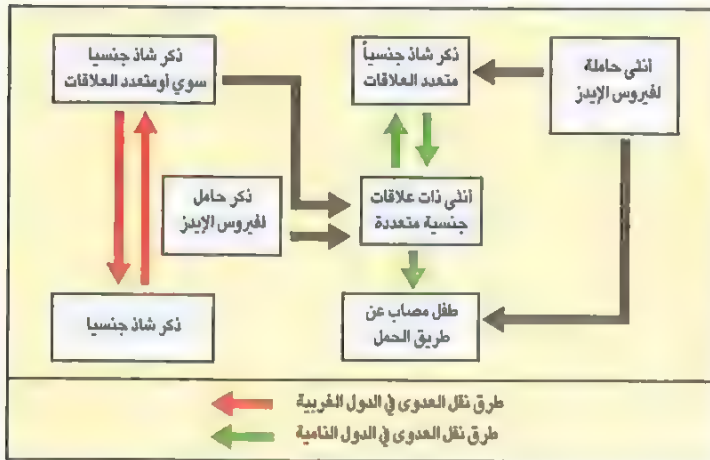 أنثى حاملة
لفيروس الإيدز
ذكر شاذ جنسياً
متعدد العلاقات
ذكر شاذ جنسيا
سوي أو متعدد العلاقات
أنثى ذات علاقات
جنسية متعددة
ذكر حامل
لفيروس الإيدز
طفل مصاب عن
طريق الحمل
ذكر شاذ جنسيا
طرق نقل العدوى في الدول الغربية
طرق نقل العدوى في الدول النامية